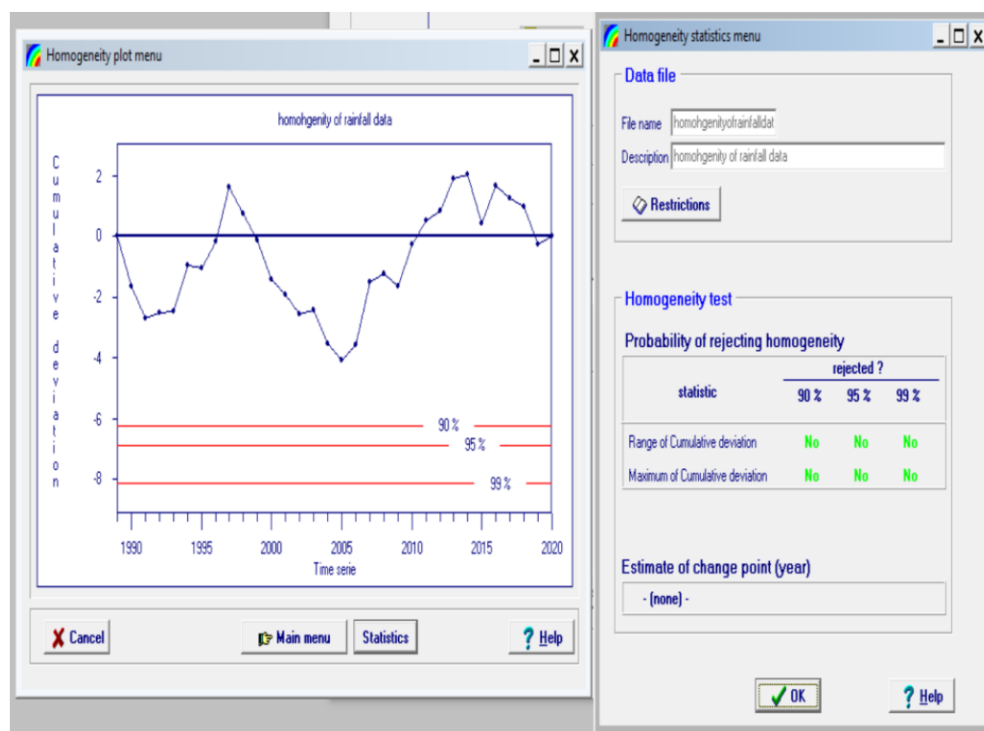 Homogeneity plot menu
homohgenity of rainfall data
Cumulative deviation
2
0
-2
-4
-6
-8
90 %
95 %
99 %
1990 1995 2000 2005 2010 2015 2020
Time serie
Cancel Main menu Statistics ? Help
Homogeneity statistics menu
Data file
File name homohgenityofrainfalldat
Description homohgenity of rainfall data
Restrictions
Homogeneity test
Probability of rejecting homogeneity
rejected ?
statistic 90 % 95 % 99 %
Range of Cumulative deviation No No No
Maximum of Cumulative deviation No No No
Estimate of change point (year)
- (none) -
OK ? Help